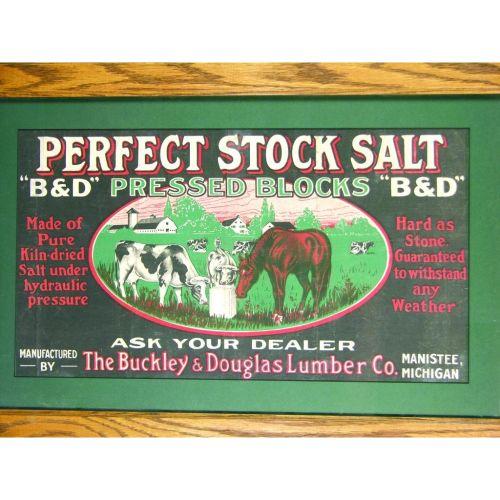 PERFECT STOCK SALT
"B&D" PRESSED BLOCKS "B&D"
Made of
Pure
Kiln-dried
Salt under
hydraulic
pressure
Hard as
Stone.
Guaranteed
to withstand
any
Weather
ASK YOUR DEALER
MANUFACTURED
BY
The Buckley & Douglas Lumber Co.
MANISTEE,
MICHIGAN